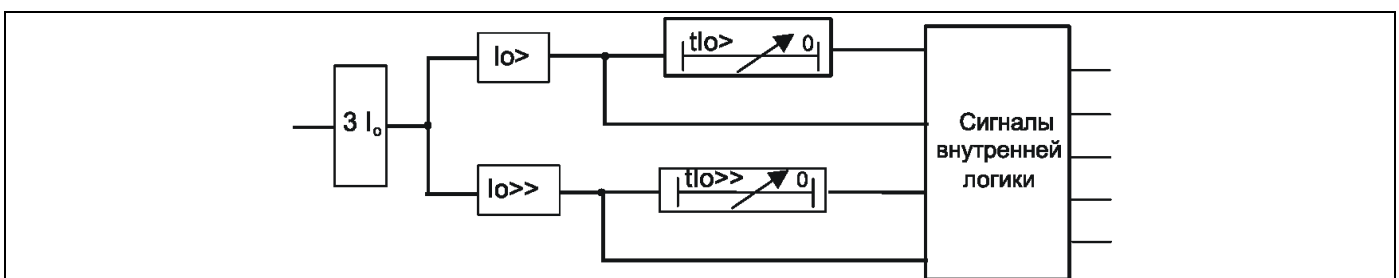 3 Io
Io>
tIo> 0
Io>>
tIo>> 0
Сигналы
внутренней
логики